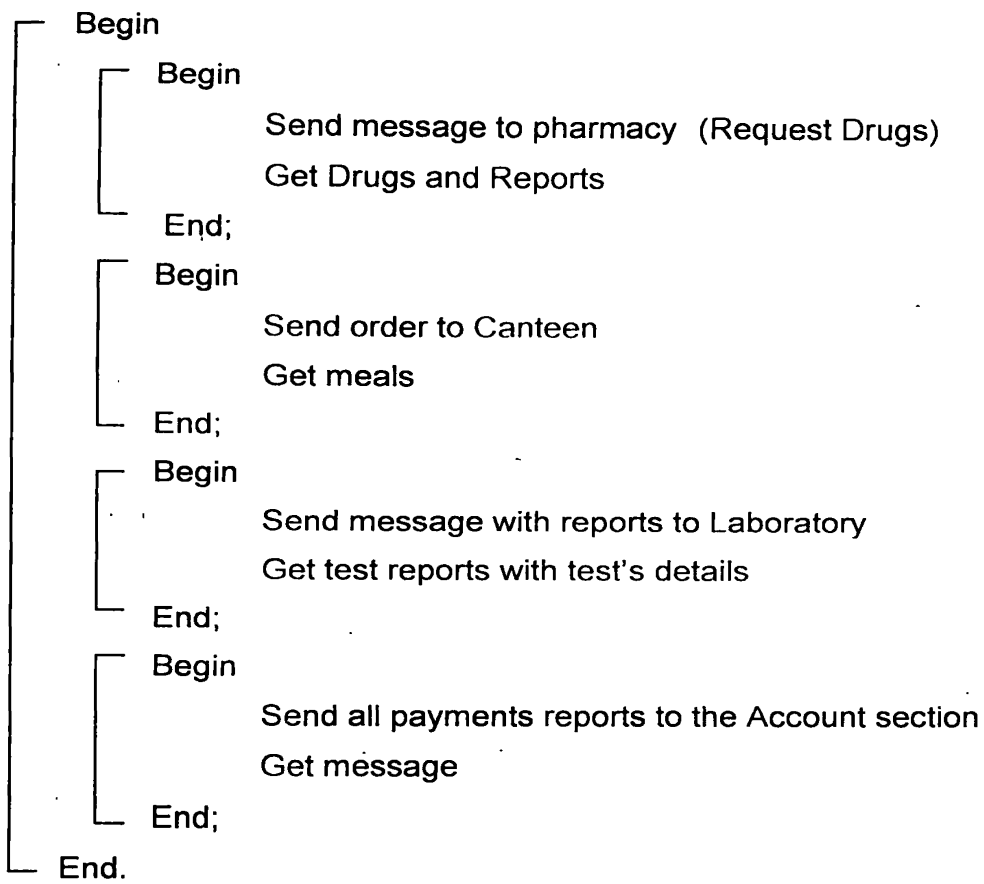 Begin
Begin
Send message to pharmacy (Request Drugs)
Get Drugs and Reports
End;
Begin
Send order to Canteen
Get meals
End;
Begin
Send message with reports to Laboratory
Get test reports with test's details
End;
Begin
Send all payments reports to the Account section
Get message
End;
End.